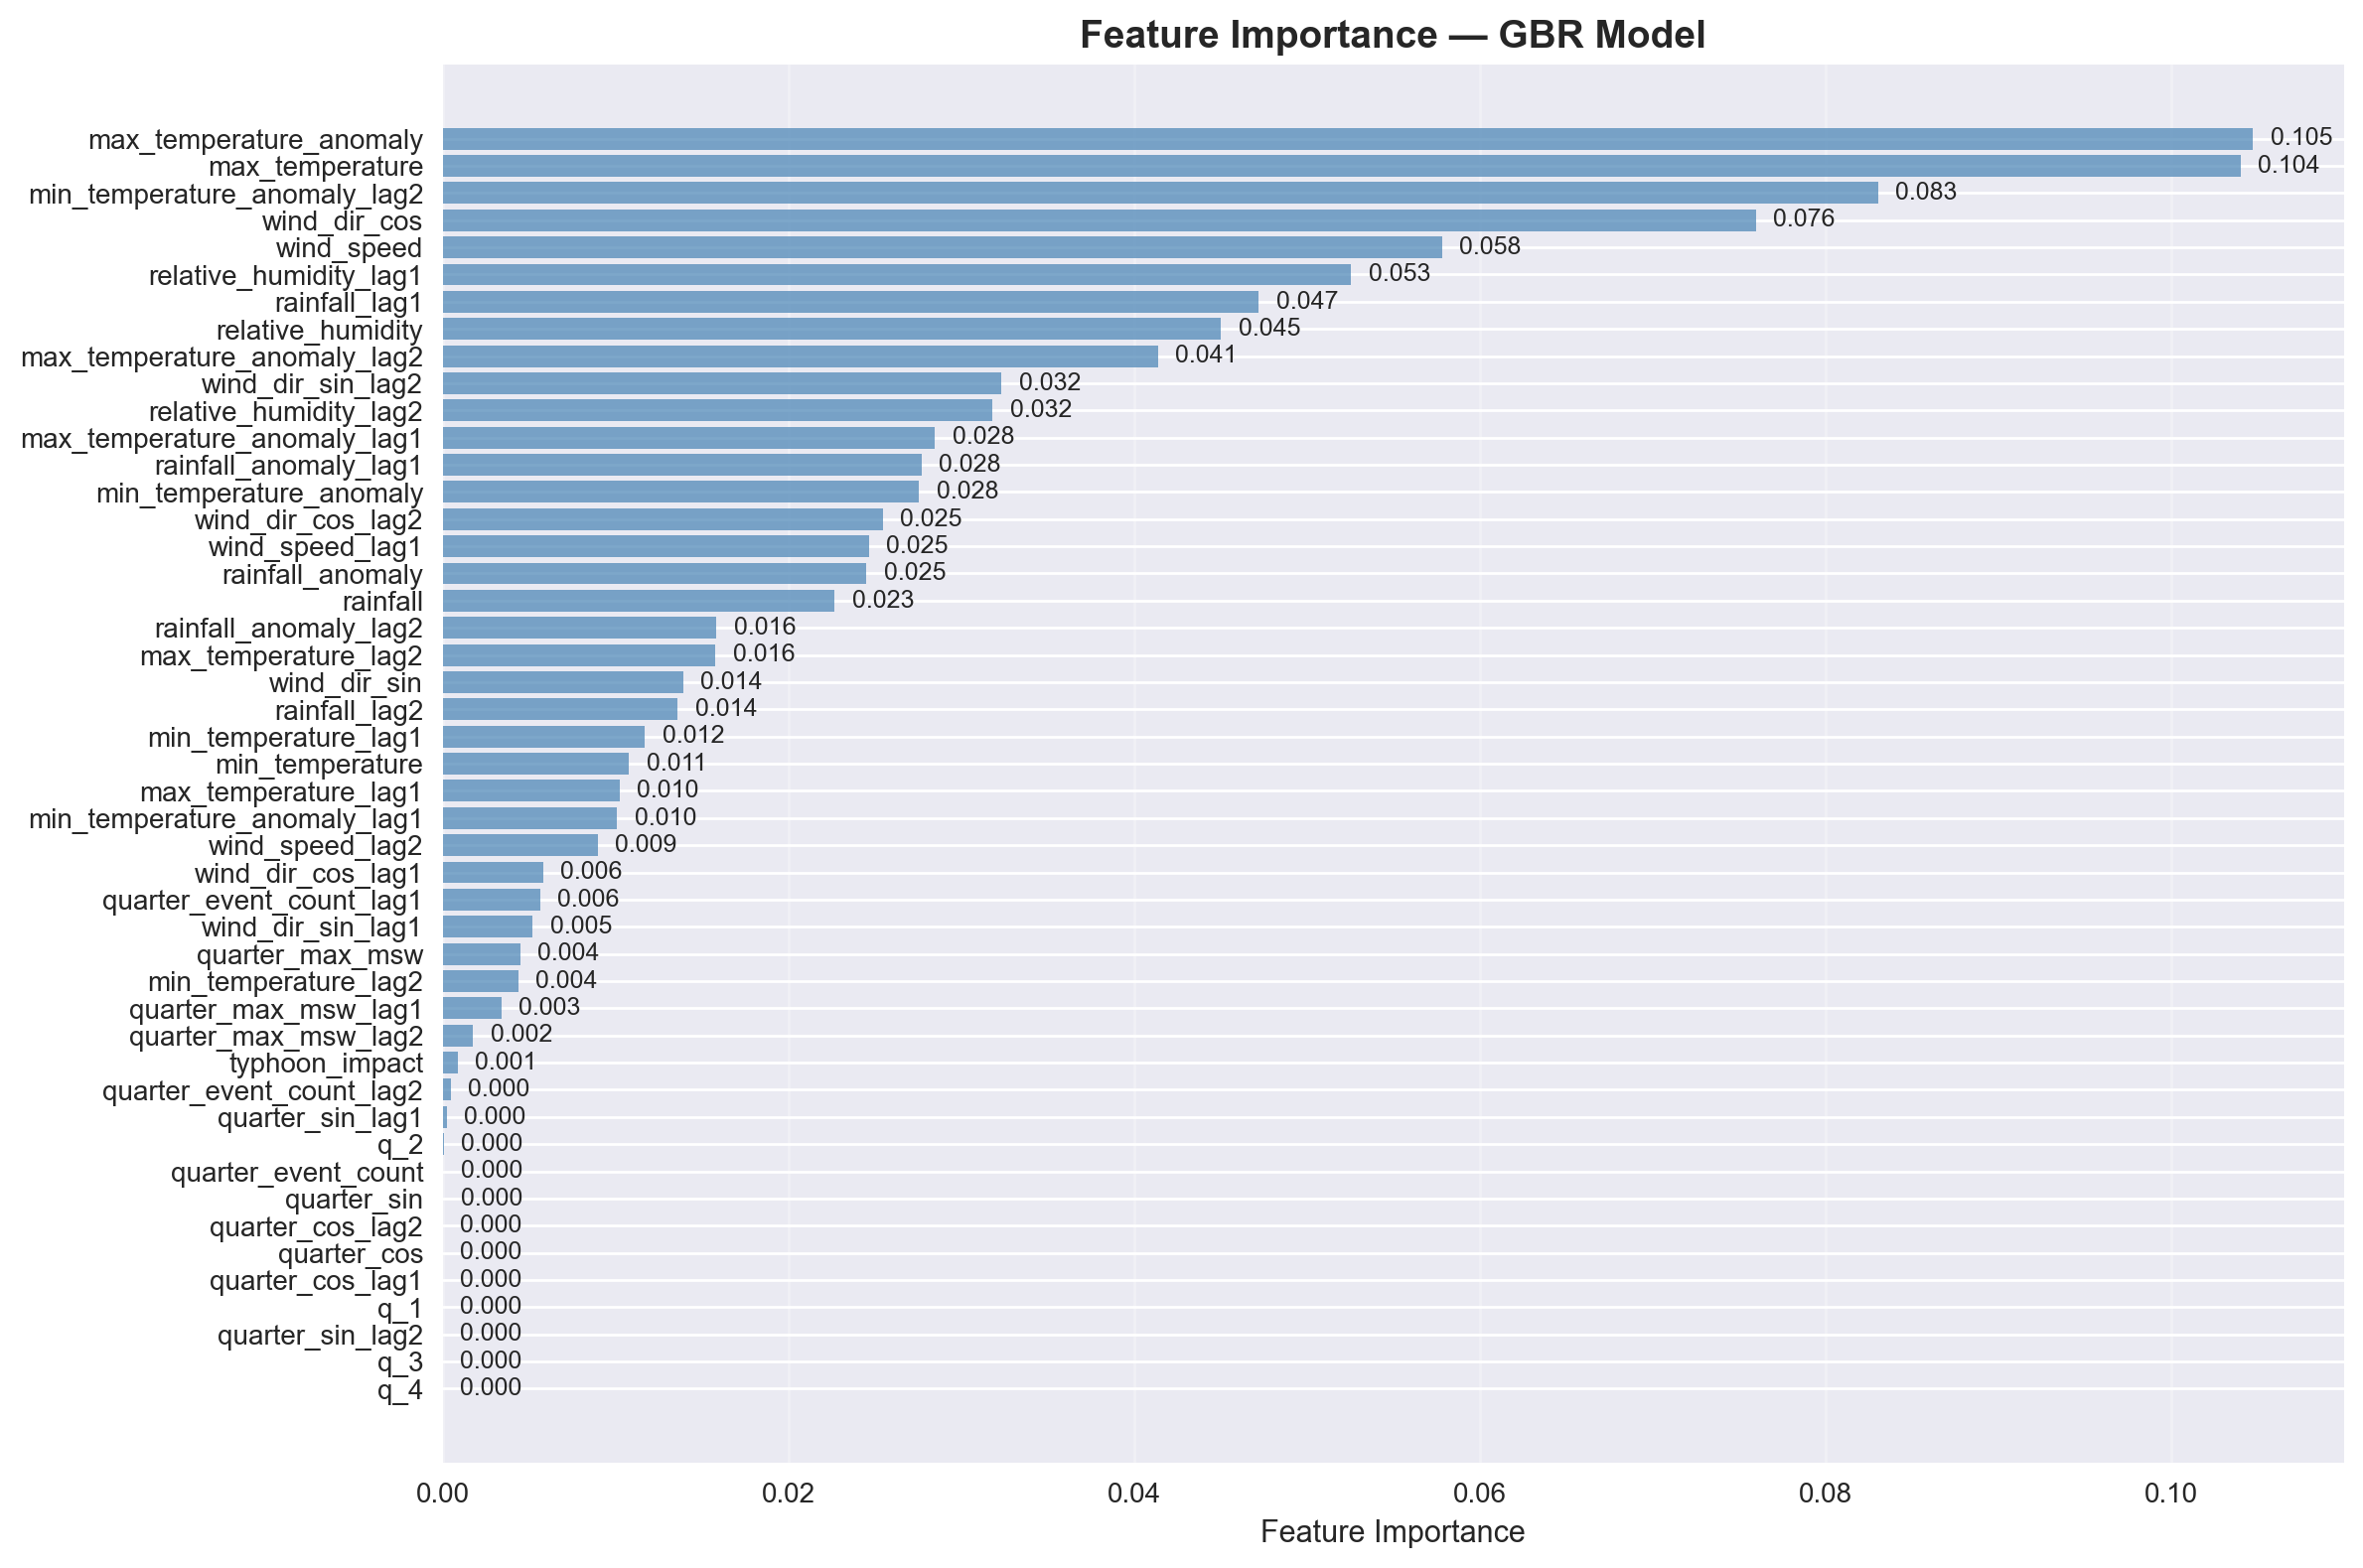 Feature Importance — GBR Model
max_temperature_anomaly 0.105
max_temperature 0.104
min_temperature_anomaly_lag2 0.083
wind_dir_cos 0.076
wind_speed 0.058
relative_humidity_lag1 0.053
rainfall_lag1 0.047
relative_humidity 0.045
max_temperature_anomaly_lag2 0.041
wind_dir_sin_lag2 0.032
relative_humidity_lag2 0.032
max_temperature_anomaly_lag1 0.028
rainfall_anomaly_lag1 0.028
min_temperature_anomaly 0.028
wind_dir_cos_lag2 0.025
wind_speed_lag1 0.025
rainfall_anomaly 0.025
rainfall 0.023
rainfall_anomaly_lag2 0.016
max_temperature_lag2 0.016
wind_dir_sin 0.014
rainfall_lag2 0.014
min_temperature_lag1 0.012
min_temperature 0.011
max_temperature_lag1 0.010
min_temperature_anomaly_lag1 0.010
wind_speed_lag2 0.009
wind_dir_cos_lag1 0.006
quarter_event_count_lag1 0.006
wind_dir_sin_lag1 0.005
quarter_max_msw 0.004
min_temperature_lag2 0.004
quarter_max_msw_lag1 0.003
quarter_max_msw_lag2 0.002
typhoon_impact 0.001
quarter_event_count_lag2 0.000
quarter_sin_lag1 0.000
q_2 0.000
quarter_event_count 0.000
quarter_sin 0.000
quarter_cos_lag2 0.000
quarter_cos 0.000
quarter_cos_lag1 0.000
q_1 0.000
quarter_sin_lag2 0.000
q_3 0.000
q_4 0.000
0.00 0.02 0.04 0.06 0.08 0.10
Feature Importance